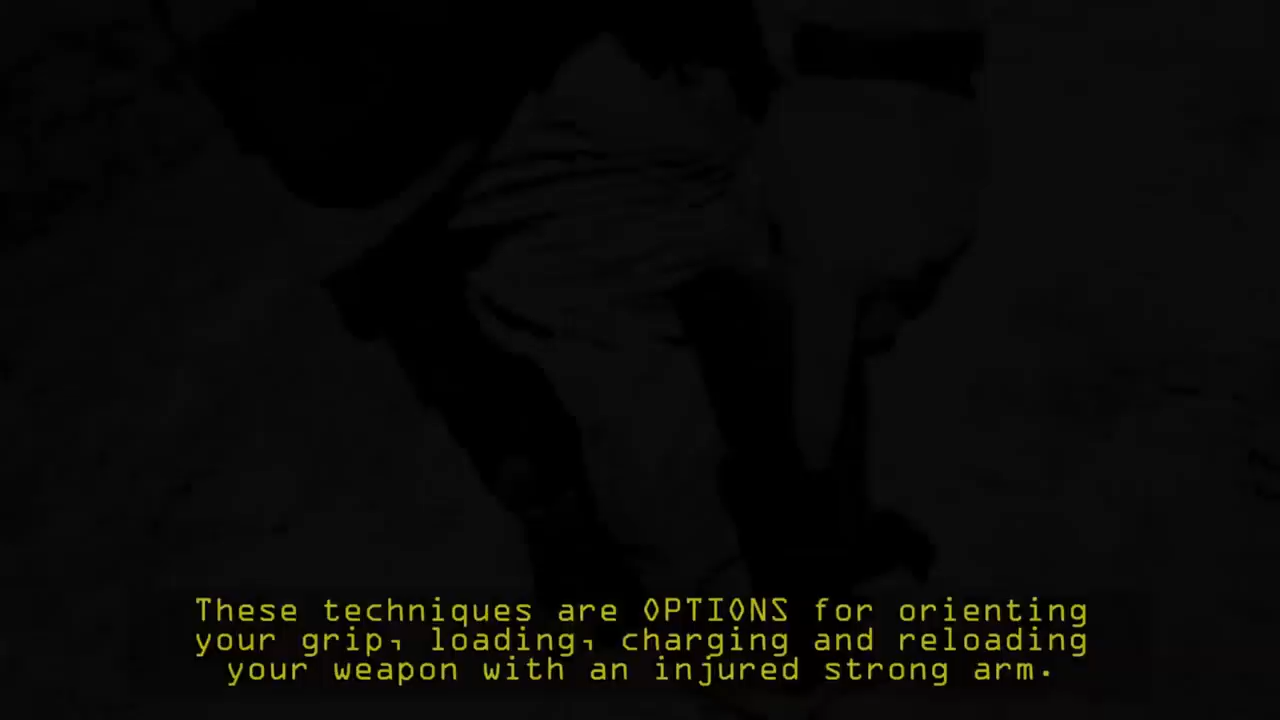 These techniques are OPTIONS for orienting
your grip, loading, charging and reloading
your weapon with an injured strong arm.